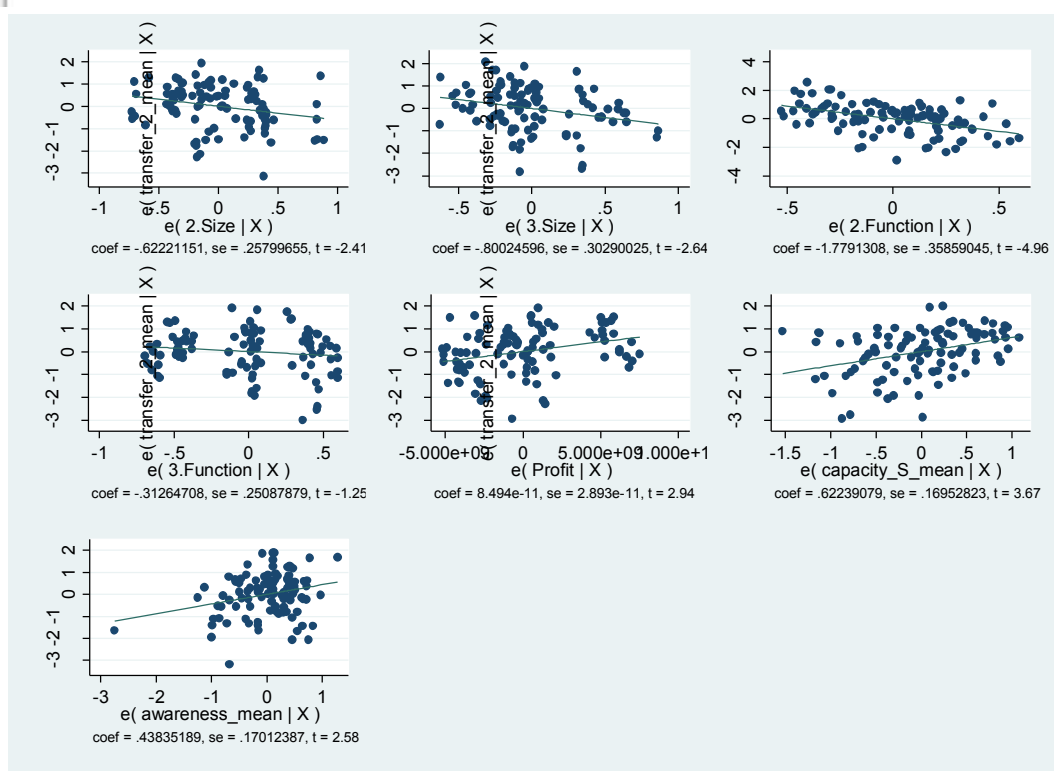 e( transfer_2_mean | X )
2
1
0
-1
-2
-3
-1 -.5 0 .5 1
e( 2.Size | X )
coef = -.62221151, se = .25799655, t = -2.41
e( transfer_2_mean | X )
2
1
0
-1
-2
-3
-.5 0 .5 1
e( 3.Size | X )
coef = -.80024596, se = .30290025, t = -2.64
4
2
0
-2
-4
-.5 0 .5
e( 2.Function | X )
coef = -1.7791308, se = .35859045, t = -4.96
e( transfer_2_mean | X )
2
1
0
-1
-2
-3
-1 -.5 0 .5
e( 3.Function | X )
coef = -.31264708, se = .25087879, t = -1.25
e( transfer_2_mean | X )
2
1
0
-1
-2
-3
-5.000e+09 0 5.000e+09 1.000e+1
e( Profit | X )
coef = 8.494e-11, se = 2.893e-11, t = 2.94
2
1
0
-1
-2
-3
-1.5 -1 -.5 0 .5 1
e( capacity_S_mean | X )
coef = .62239079, se = .16952823, t = 3.67
2
1
0
-1
-2
-3
-3 -2 -1 0 1
e( awareness_mean | X )
coef = .43835189, se = .17012387, t = 2.58